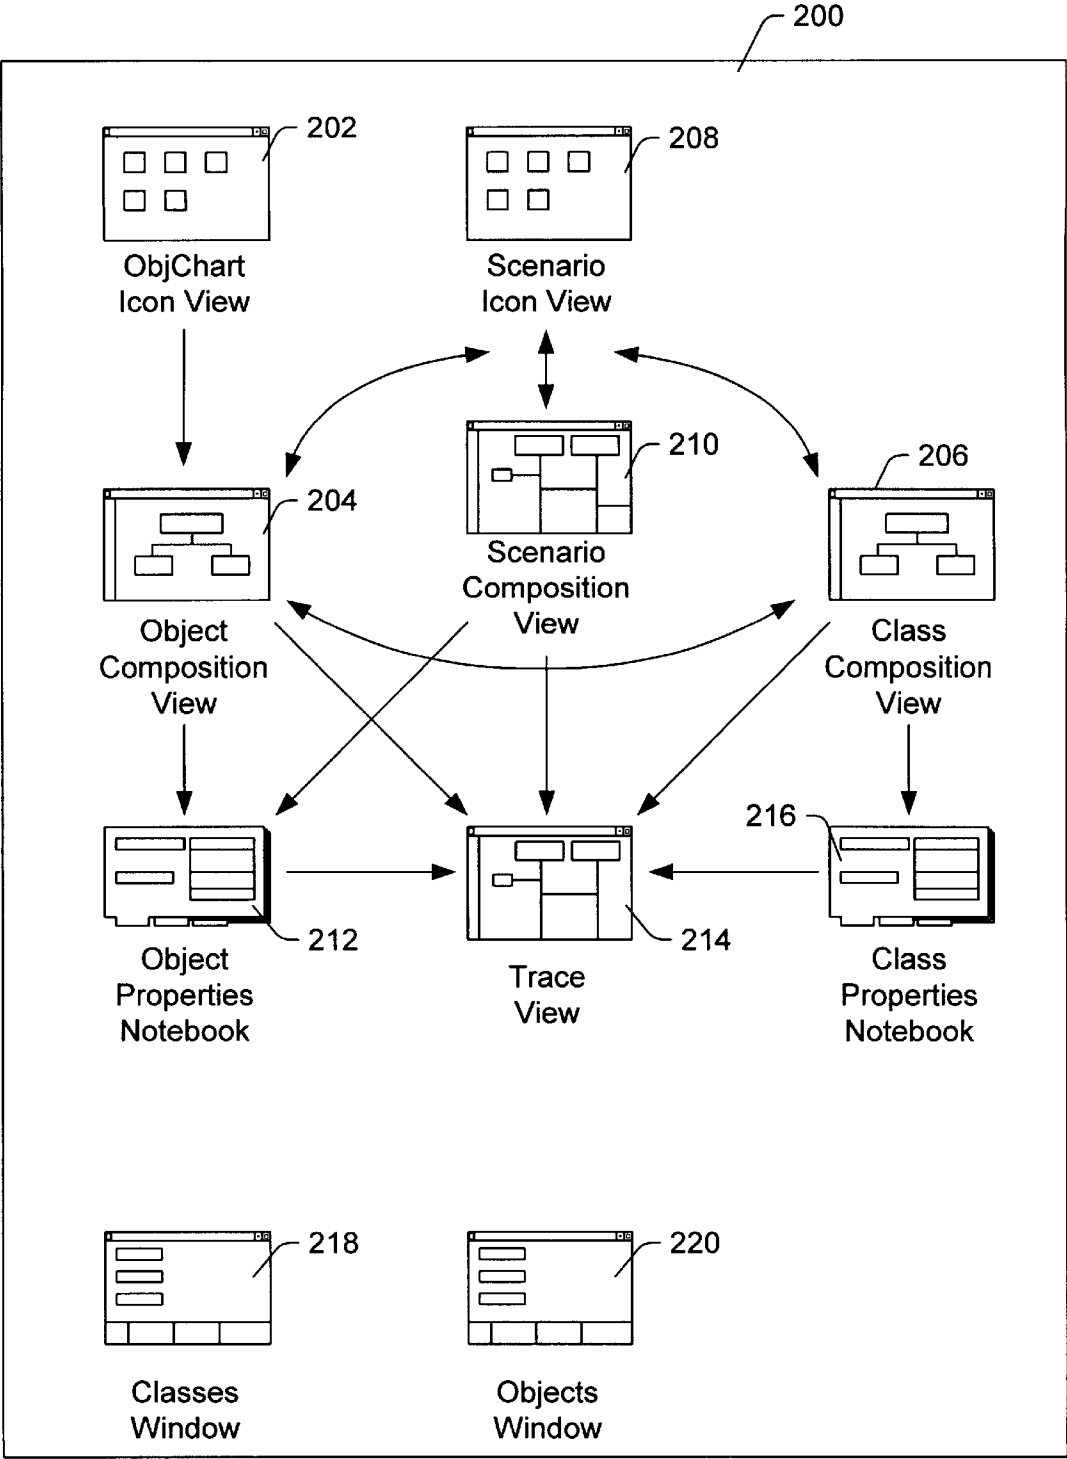 200
202
208
ObjChart
Icon View
Scenario
Icon View
210
206
204
Scenario
Composition
View
Object
Composition
View
Class
Composition
View
216
212
214
Object
Properties
Notebook
Trace
View
Class
Properties
Notebook
218
220
Classes
Window
Objects
Window